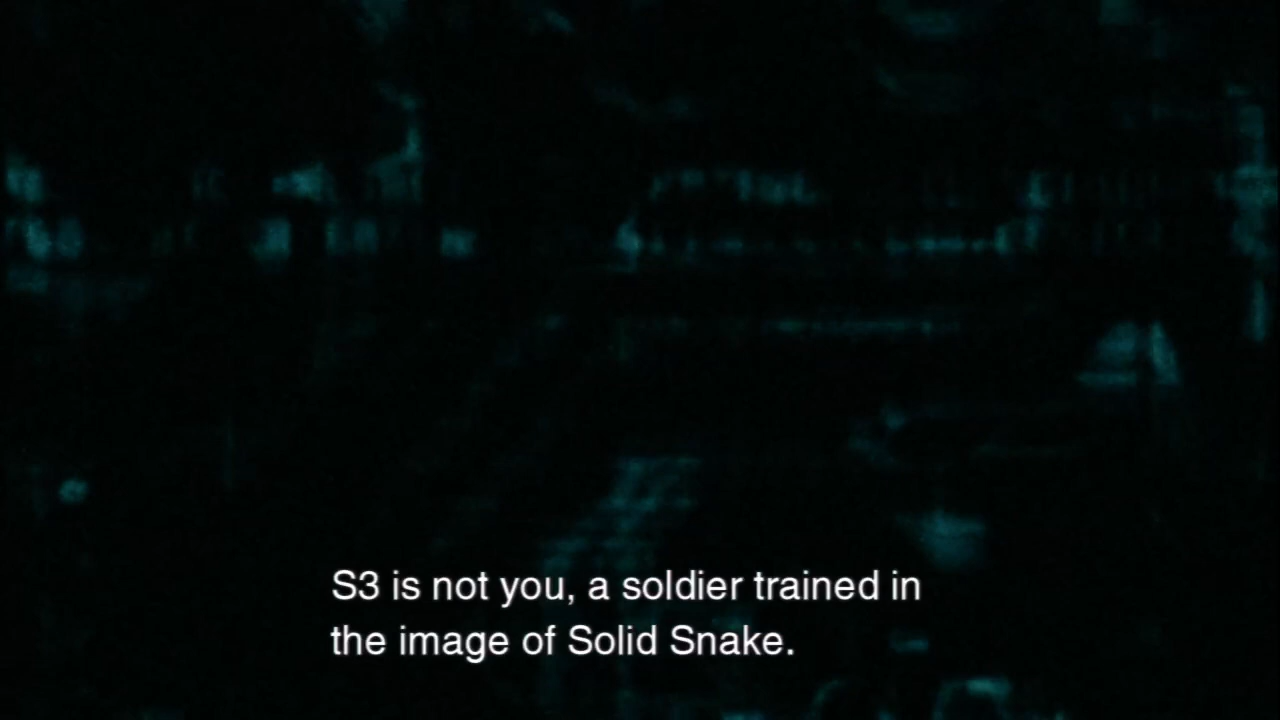 S3 is not you, a soldier trained in
the image of Solid Snake.